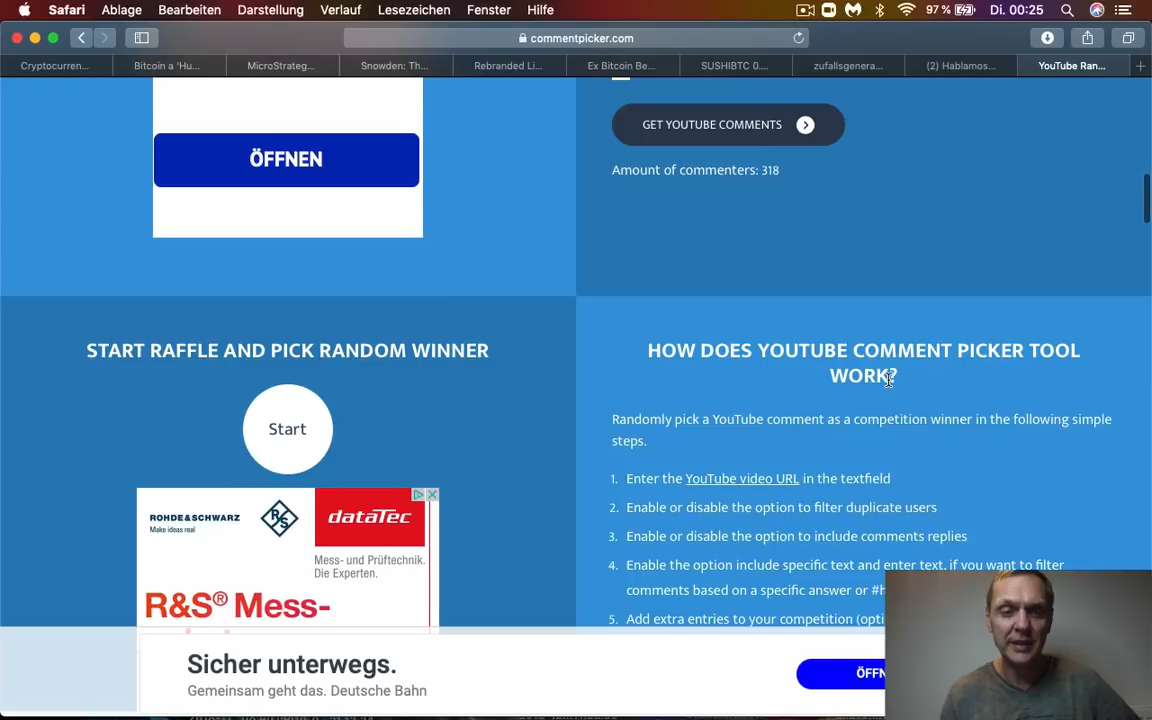 Safari Ablage Bearbeiten Darstellung Verlauf Lesezeichen Fenster Hilfe 97 % Di. 00:25
commentpicker.com
Cryptocurren... Bitcoin a 'Hu... MicroStrateg... Snowden: Th... Rebranded Li... Ex Bitcoin Be... SUSHIBTC 0.... zufallsgenera... (2) Hablamos... YouTube Ran...
ÖFFNEN
GET YOUTUBE COMMENTS
Amount of commenters: 318
START RAFFLE AND PICK RANDOM WINNER
Start
ROHDE&SCHWARZ
Make ideas real
dataTec
Mess- und Prüftechnik.
Die Experten.
R&S® Mess-
HOW DOES YOUTUBE COMMENT PICKER TOOL
WORK?
Randomly pick a YouTube comment as a competition winner in the following simple
steps.
1. Enter the YouTube video URL in the textfield
2. Enable or disable the option to filter duplicate users
3. Enable or disable the option to include comments replies
4. Enable the option include specific text and enter text, if you want to filter
comments based on a specific answer or
5. Add extra entries to your competition
Sicher unterwegs.
Gemeinsam geht das. Deutsche Bahn